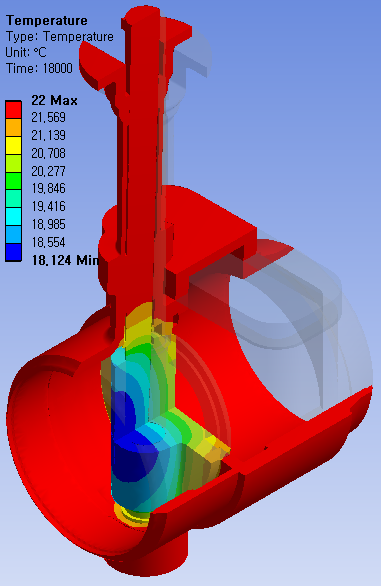 Temperature
Type: Temperature
Unit: °C
Time: 18000
22 Max
21,569
21,139
20,708
20,277
19,846
19,416
18,985
18,554
18,124 Min